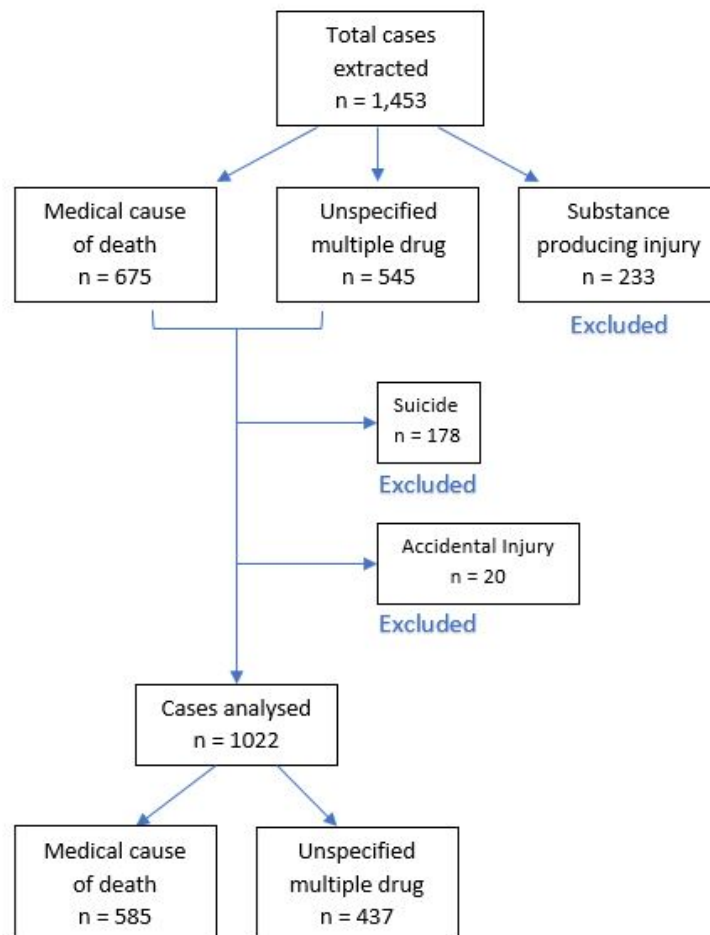 Total cases
extracted
n = 1,453
Medical cause
of death
n = 675
Unspecified
multiple drug
n = 545
Substance
producing injury
n = 233
Excluded
Suicide
n = 178
Excluded
Accidental Injury
n = 20
Excluded
Cases analysed
n = 1022
Medical cause
of death
n = 585
Unspecified
multiple drug
n = 437